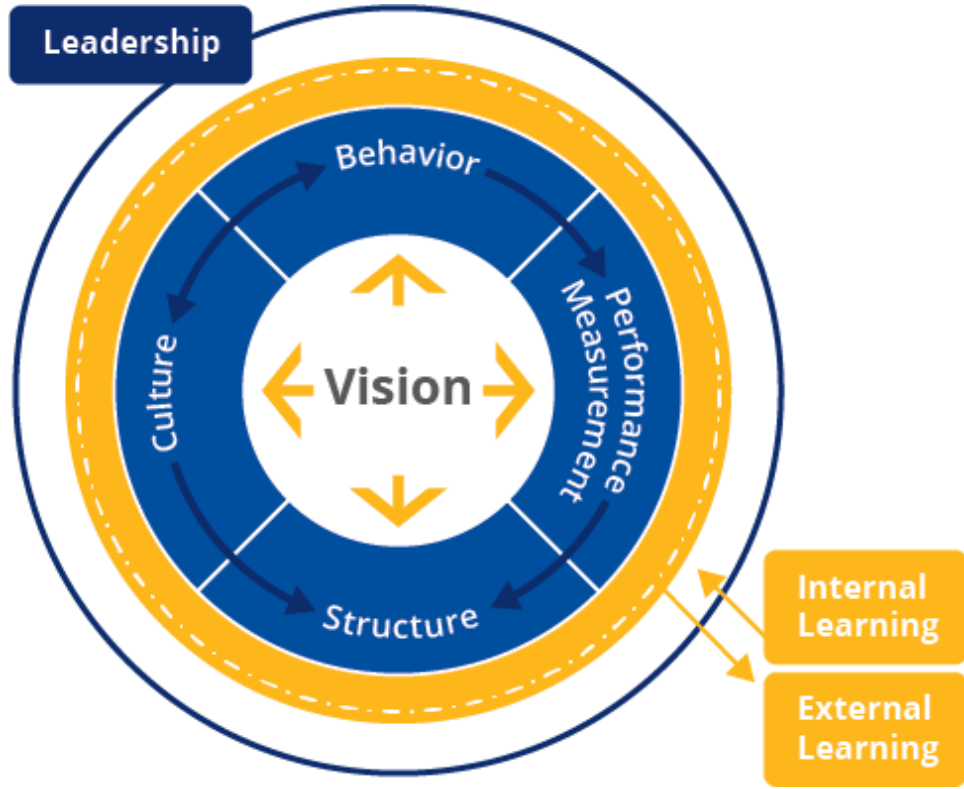 Leadership
Behavior
Performance
Measurement
Vision
Culture
Structure
Internal
Learning
External
Learning